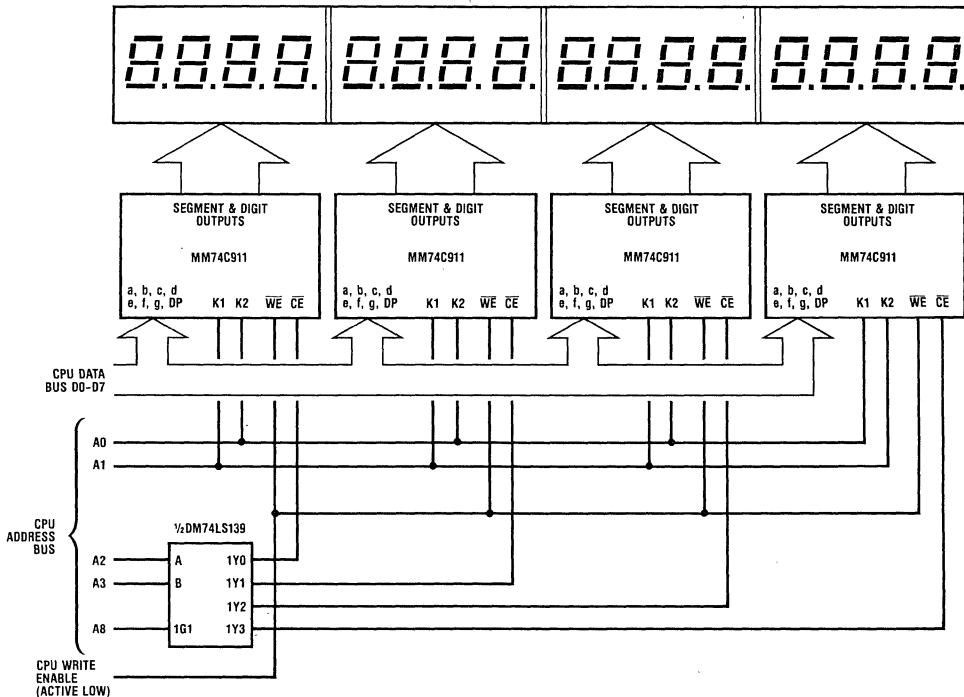 SEGMENT & DIGIT
OUTPUTS
MM74C911
a, b, c, d
e, f, g, DP K1 K2 WE CE
SEGMENT & DIGIT
OUTPUTS
MM74C911
a, b, c, d
e, f, g, DP K1 K2 WE CE
SEGMENT & DIGIT
OUTPUTS
MM74C911
a, b, c, d
e, f, g, DP K1 K2 WE CE
SEGMENT & DIGIT
OUTPUTS
MM74C911
a, b, c, d
e, f, g, DP K1 K2 WE CE
CPU DATA
BUS D0-D7
A0
A1
CPU
ADDRESS
BUS
½DM74LS139
A2 A 1Y0
A3 B 1Y1
1Y2
A8 1G1 1Y3
CPU WRITE
ENABLE
(ACTIVE LOW)